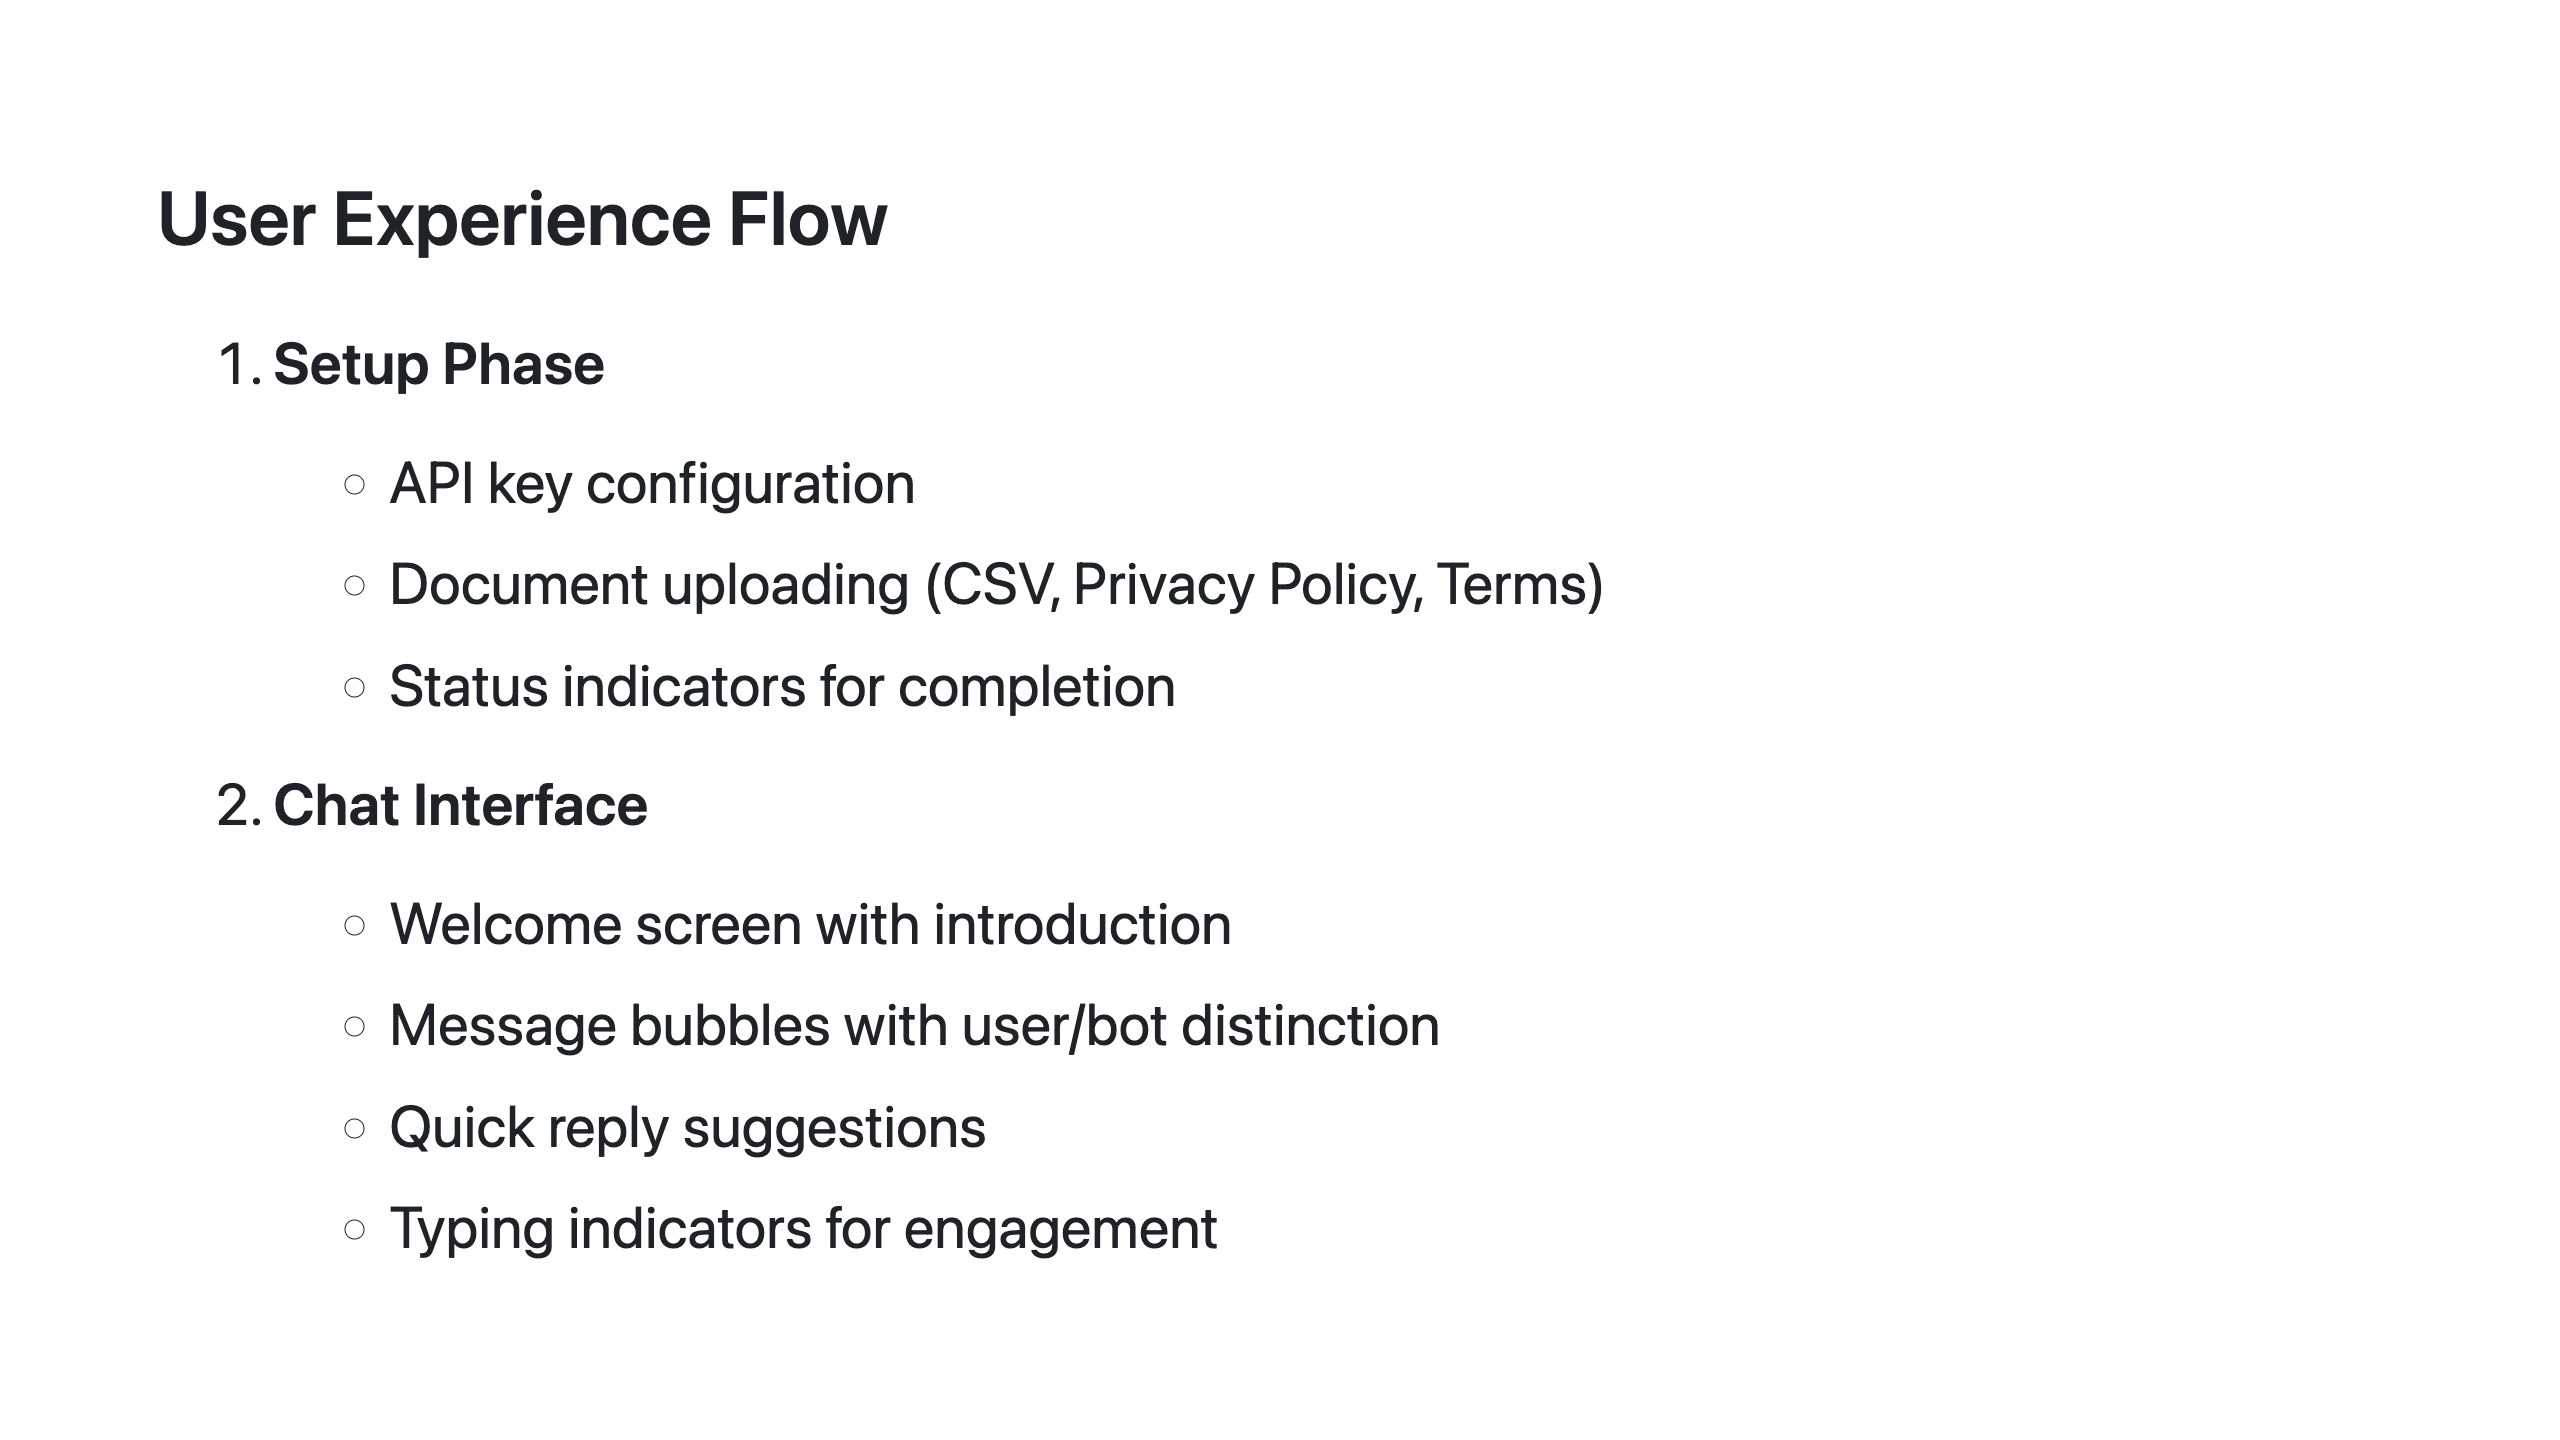 User Experience Flow
1. Setup Phase
○ API key configuration
○ Document uploading (CSV, Privacy Policy, Terms)
○ Status indicators for completion
2. Chat Interface
○ Welcome screen with introduction
○ Message bubbles with user/bot distinction
○ Quick reply suggestions
○ Typing indicators for engagement